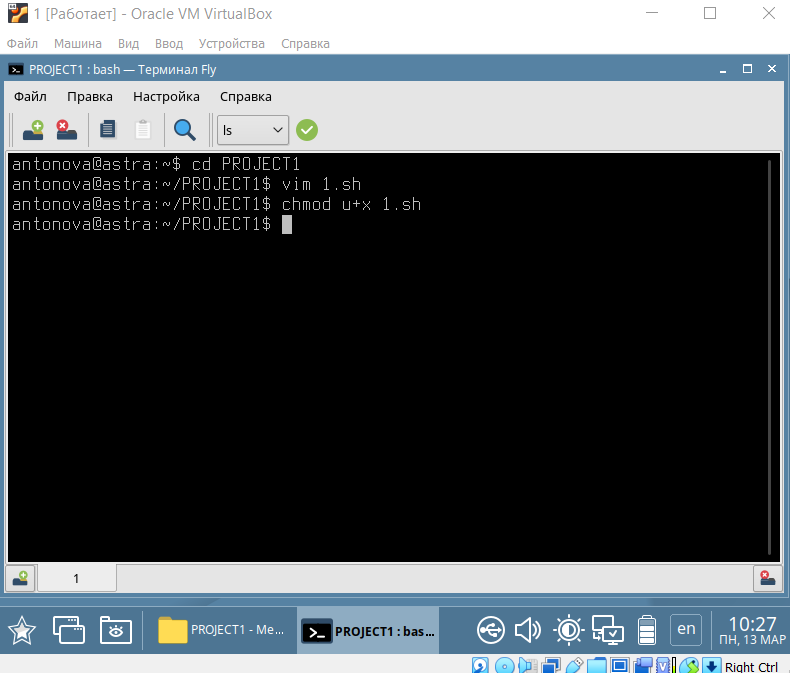 1 [Работает] - Oracle VM VirtualBox
Файл Машина Вид Ввод Устройства Справка
PROJECT1 : bash — Терминал Fly
Файл Правка Настройка Справка
ls
antonova@astra:~$ cd PROJECT1
antonova@astra:~/PROJECT1$ vim 1.sh
antonova@astra:~/PROJECT1$ chmod u+x 1.sh
antonova@astra:~/PROJECT1$
1
PROJECT1 - Ме...
PROJECT1 : bas...
en
10:27
ПН, 13 МАР
Right Ctrl